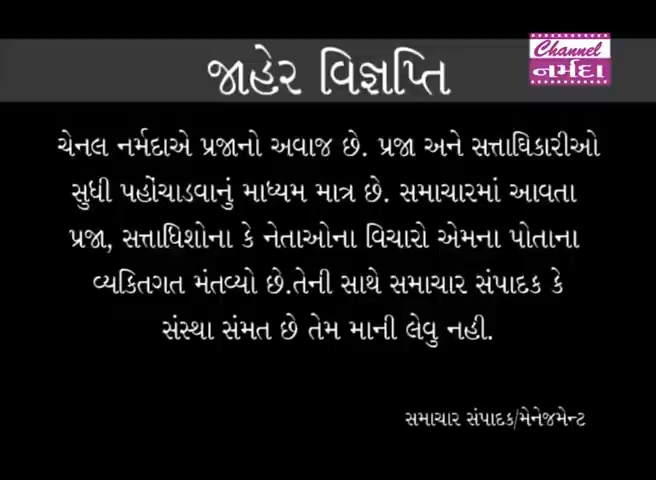 જાહેર વિજ્ઞપ્તિ
Channel
નર્મદા
ચેનલ નર્મદાએ પ્રજાનો અવાજ છે. પ્રજા અને સત્તાધિકારીઓ
સુધી પહોંચાડવાનું માધ્યમ માત્ર છે. સમાચારમાં આવતા
પ્રજા, સત્તાધિશોના કે નેતાઓના વિચારો એમના પોતાના
વ્યકિતગત મંતવ્યો છે.તેની સાથે સમાચાર સંપાદક કે
સંસ્થા સંમત છે તેમ માની લેવુ નહી.
સમાચાર સંપાદક/મેનેજમેન્ટ